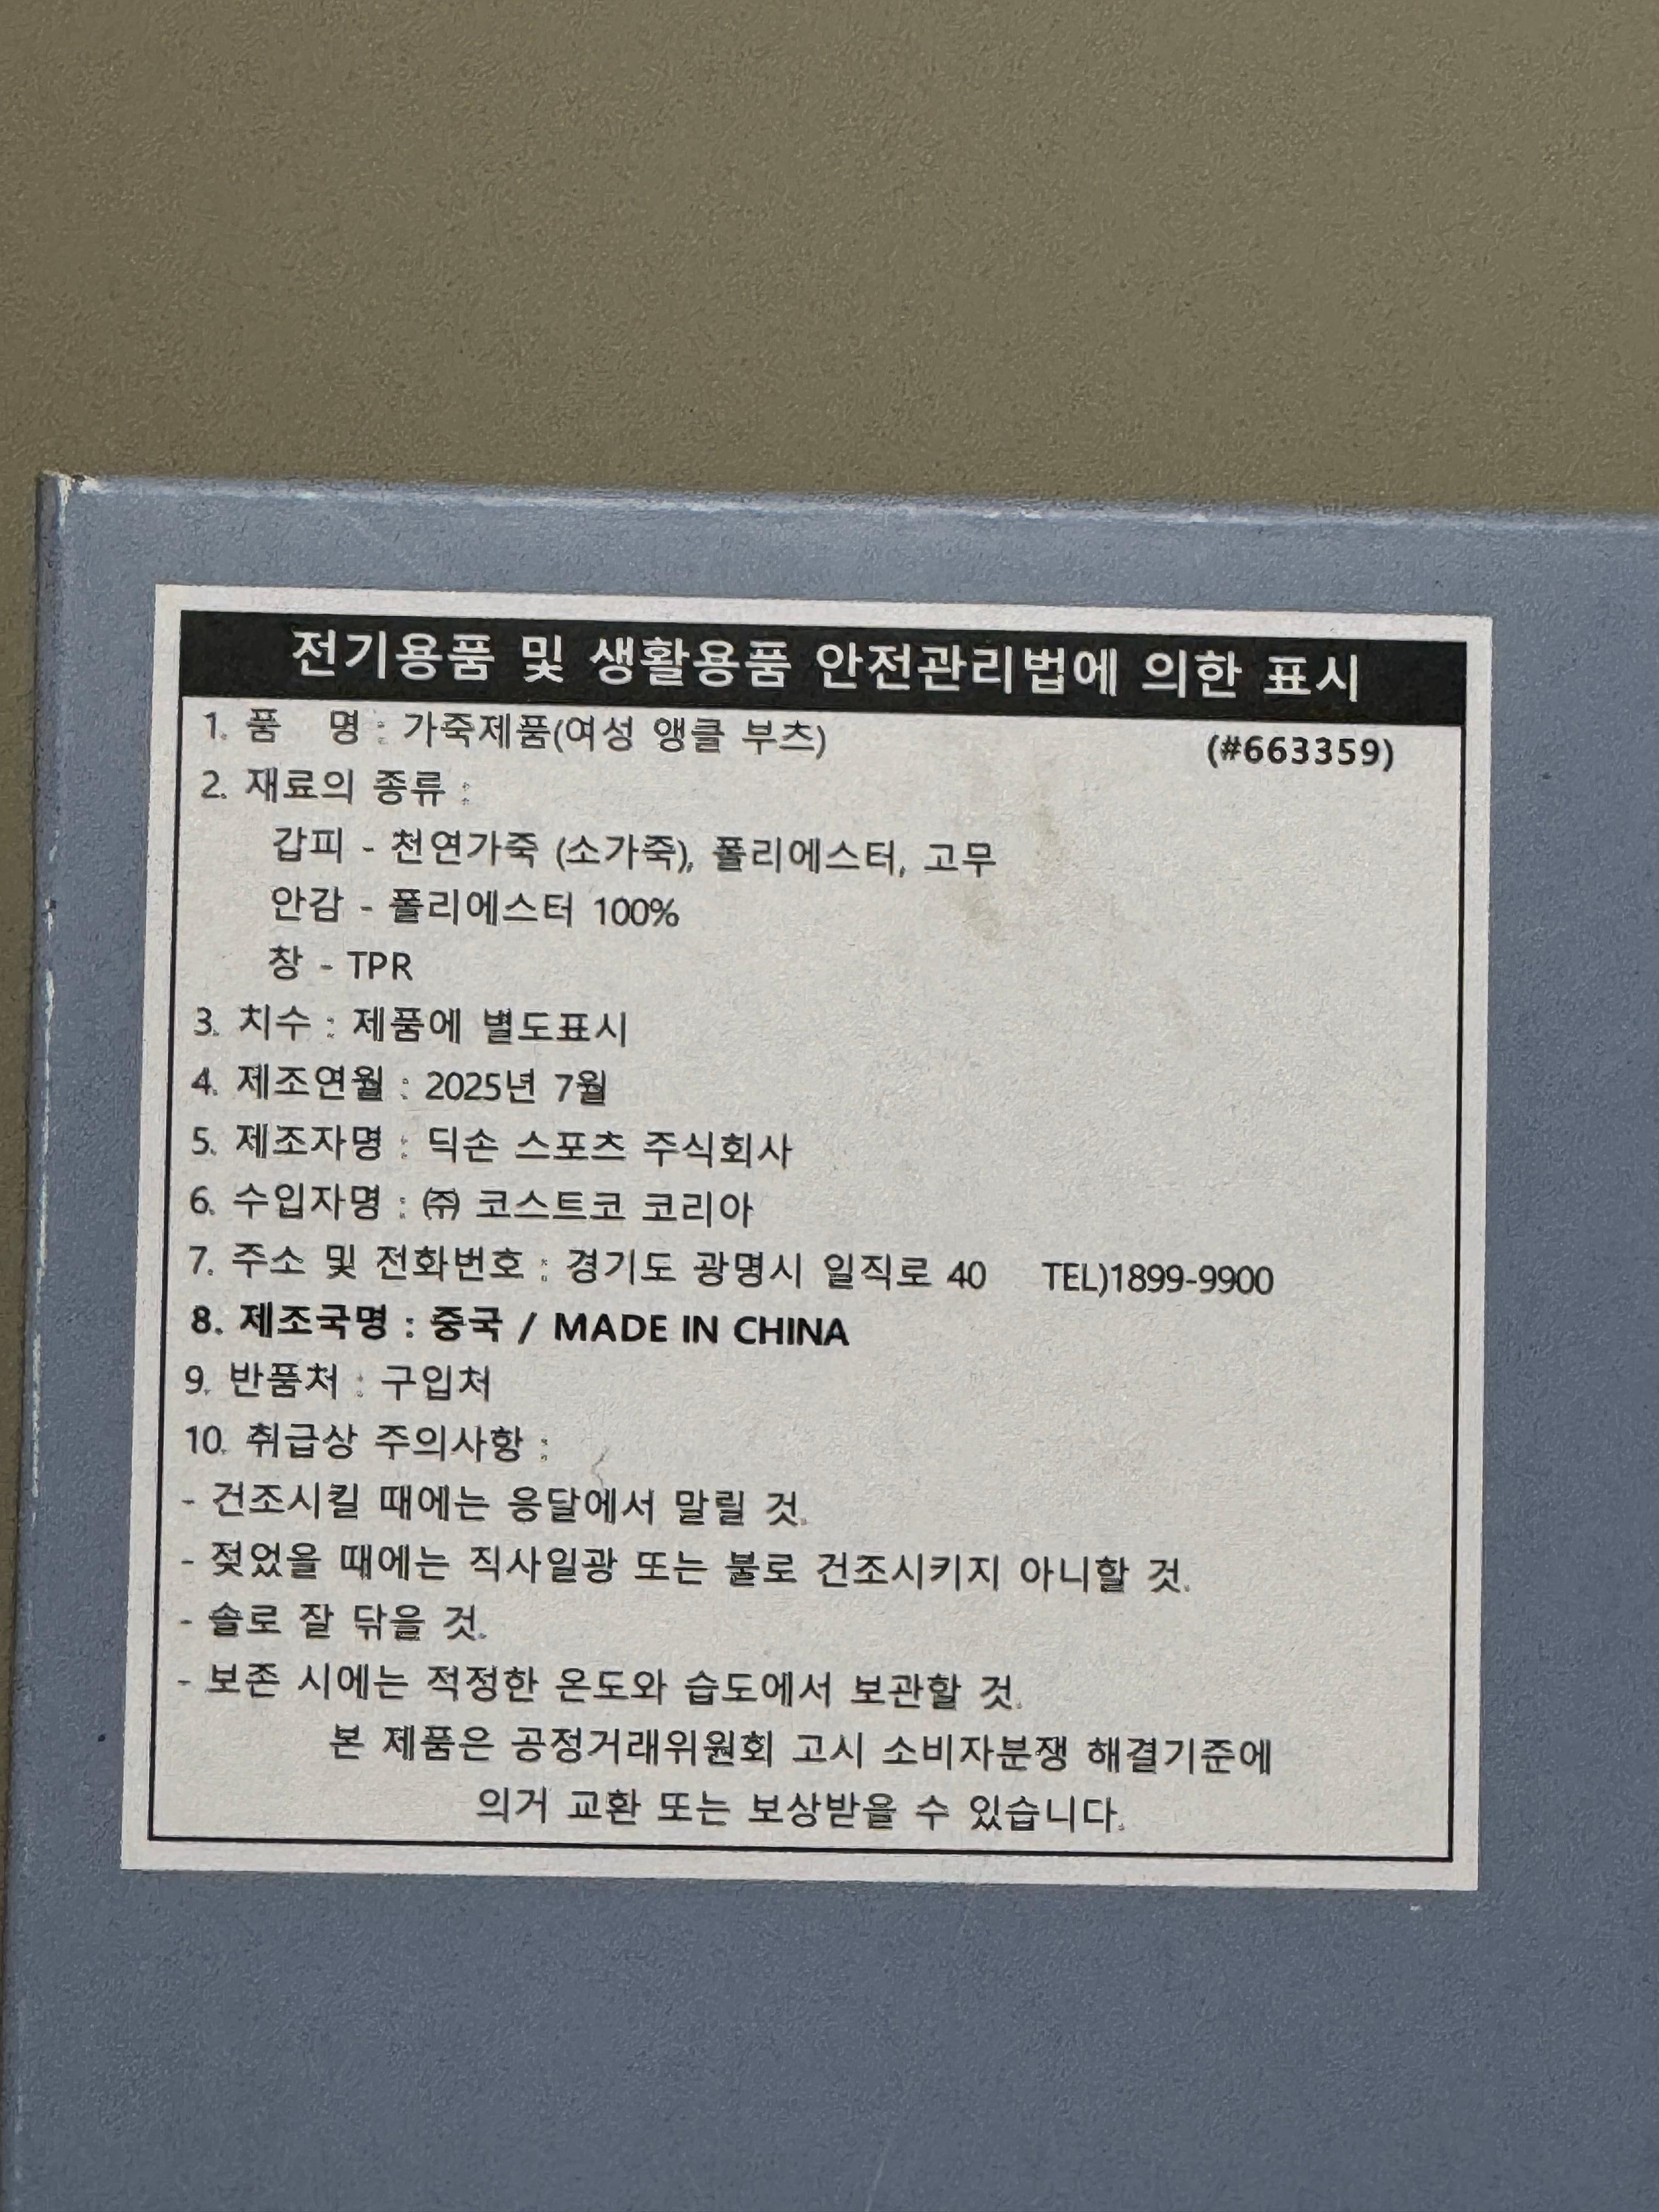 전기용품 및 생활용품 안전관리법에 의한 표시
1. 품 명 : 가죽제품(여성 앵클 부츠) (#663359)
2. 재료의 종류 :
갑피 - 천연가죽 (소가죽), 폴리에스터, 고무
안감 - 폴리에스터 100%
창 - TPR
3. 치수 : 제품에 별도표시
4. 제조연월 : 2025년 7월
5. 제조자명 : 딕손 스포츠 주식회사
6. 수입자명 : ㈜ 코스트코 코리아
7. 주소 및 전화번호 : 경기도 광명시 일직로 40 TEL)1899-9900
8. 제조국명 : 중국 / MADE IN CHINA
9. 반품처 : 구입처
10. 취급상 주의사항 :
- 건조시킬 때에는 응달에서 말릴 것.
- 젖었을 때에는 직사일광 또는 불로 건조시키지 아니할 것.
- 솔로 잘 닦을 것.
- 보존 시에는 적정한 온도와 습도에서 보관할 것.
본 제품은 공정거래위원회 고시 소비자분쟁 해결기준에
의거 교환 또는 보상받을 수 있습니다.